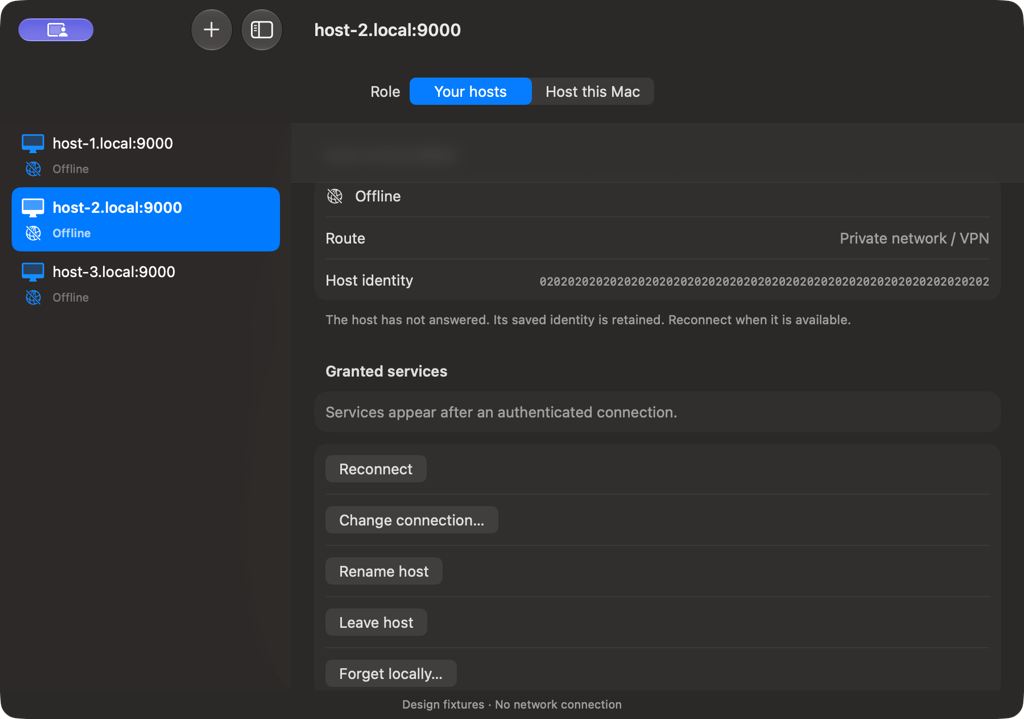 host-2.local:9000
Role
Your hosts
Host this Mac
host-1.local:9000
Offline
host-2.local:9000
Offline
host-3.local:9000
Offline
Offline
Route
Private network / VPN
Host identity
0202020202020202020202020202020202020202020202020202020202020202
The host has not answered. Its saved identity is retained. Reconnect when it is available.
Granted services
Services appear after an authenticated connection.
Reconnect
Change connection...
Rename host
Leave host
Forget locally...
Design fixtures · No network connection